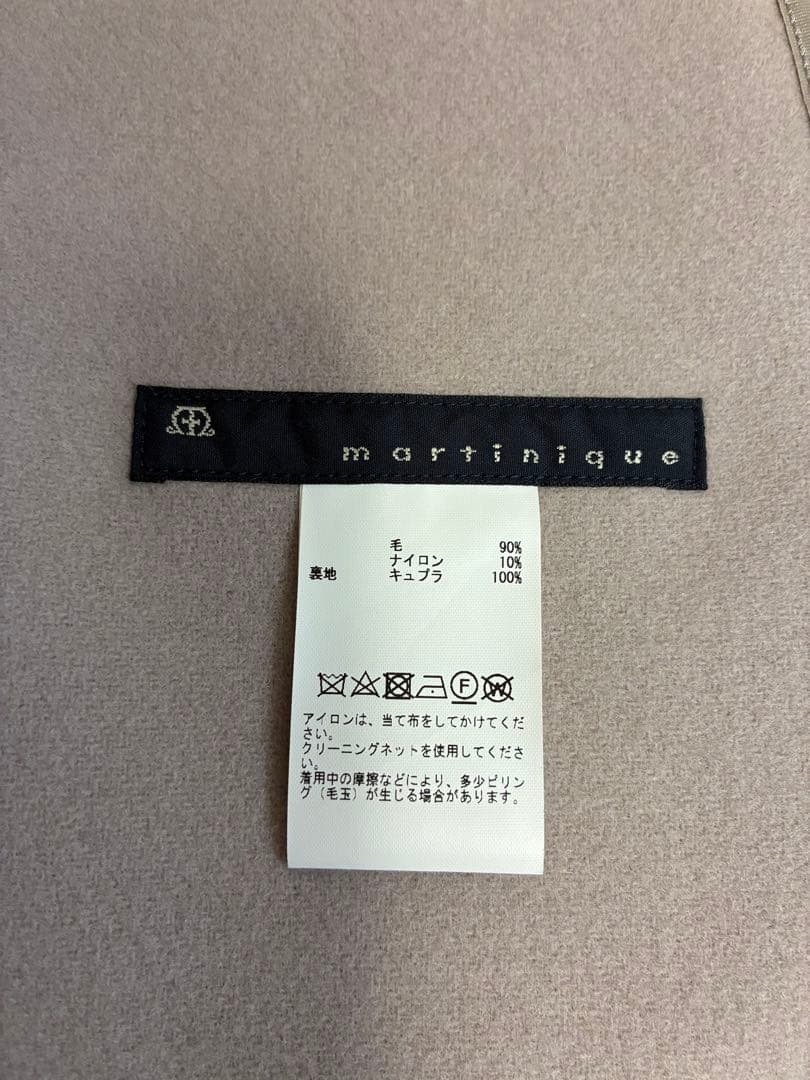 martinique
毛 90%
ナイロン 10%
裏地 キュプラ 100%
F W
アイロンは、当て布をしてかけてくだ
さい。
クリーニングネットを使用してくださ
い。
着用中の摩擦などにより、多少ピリン
グ（毛玉）が生じる場合があります。